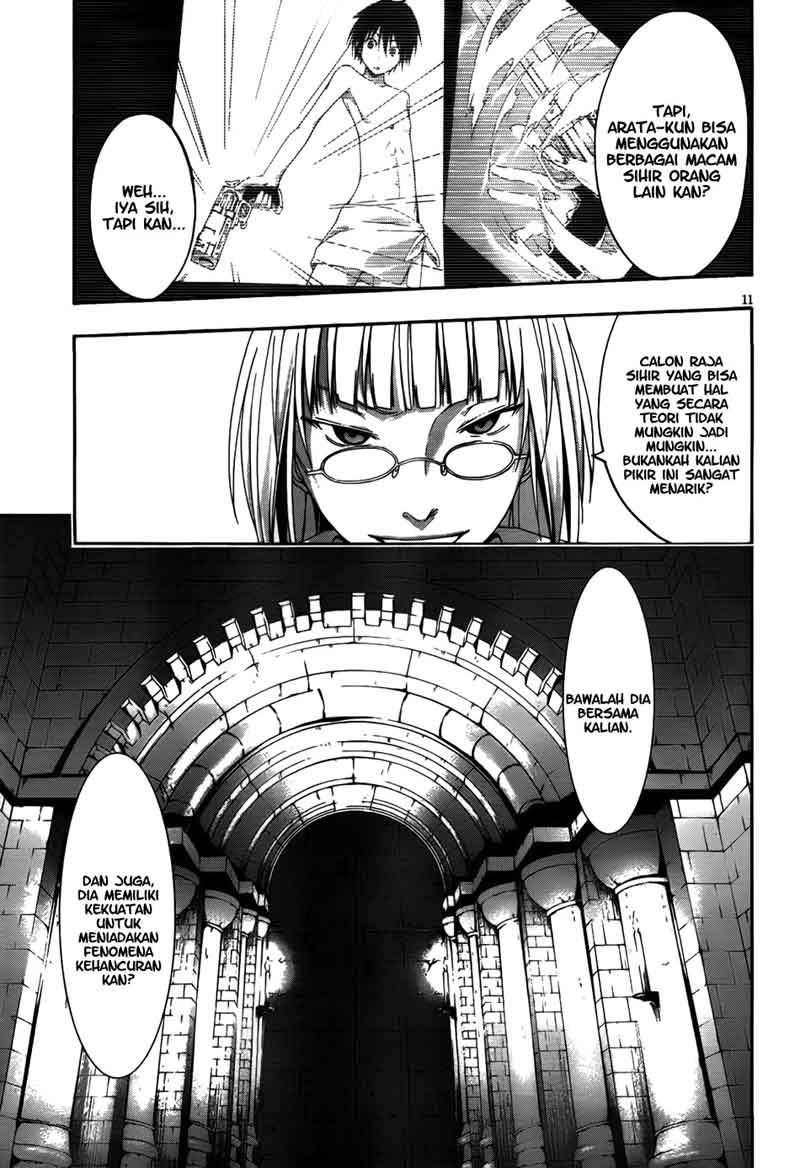 TAPI,
ARATA-KUN BISA
MENGGUNAKAN
BERBAGAI MACAM
SIHIR ORANG
LAIN KAN?
WEH...
IYA SIH,
TAPI KAN...
11
CALON RAJA
SIHIR YANG BISA
MEMBUAT HAL
YANG SECARA
TEORI TIDAK
MUNGKIN JADI
MUNGKIN...
BUKANKAH KALIAN
PIKIR INI SANGAT
MENARIK?
BAWALAH DIA
BERSAMA
KALIAN.
DAN JUGA,
DIA MEMILIKI
KEKUATAN
UNTUK
MENIADAKAN
FENOMENA
KEHANCURAN
KAN?